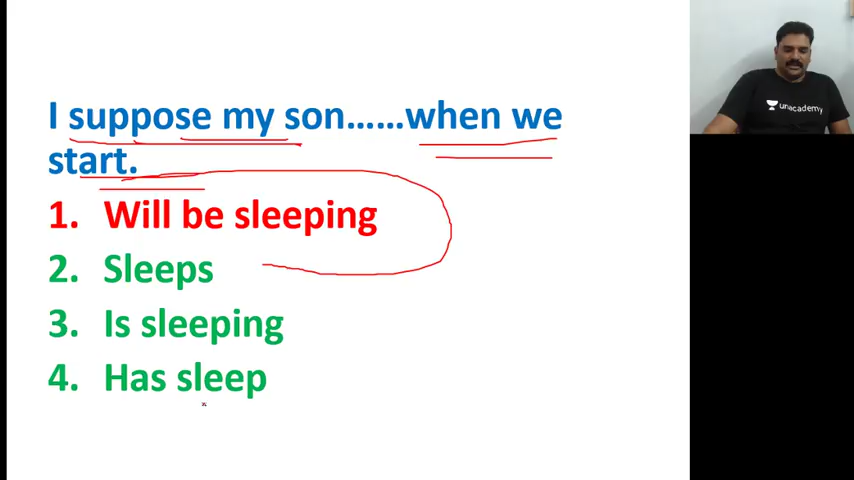 I suppose my son......when we
start.
1. Will be sleeping
2. Sleeps
3. Is sleeping
4. Has sleep
unacademy